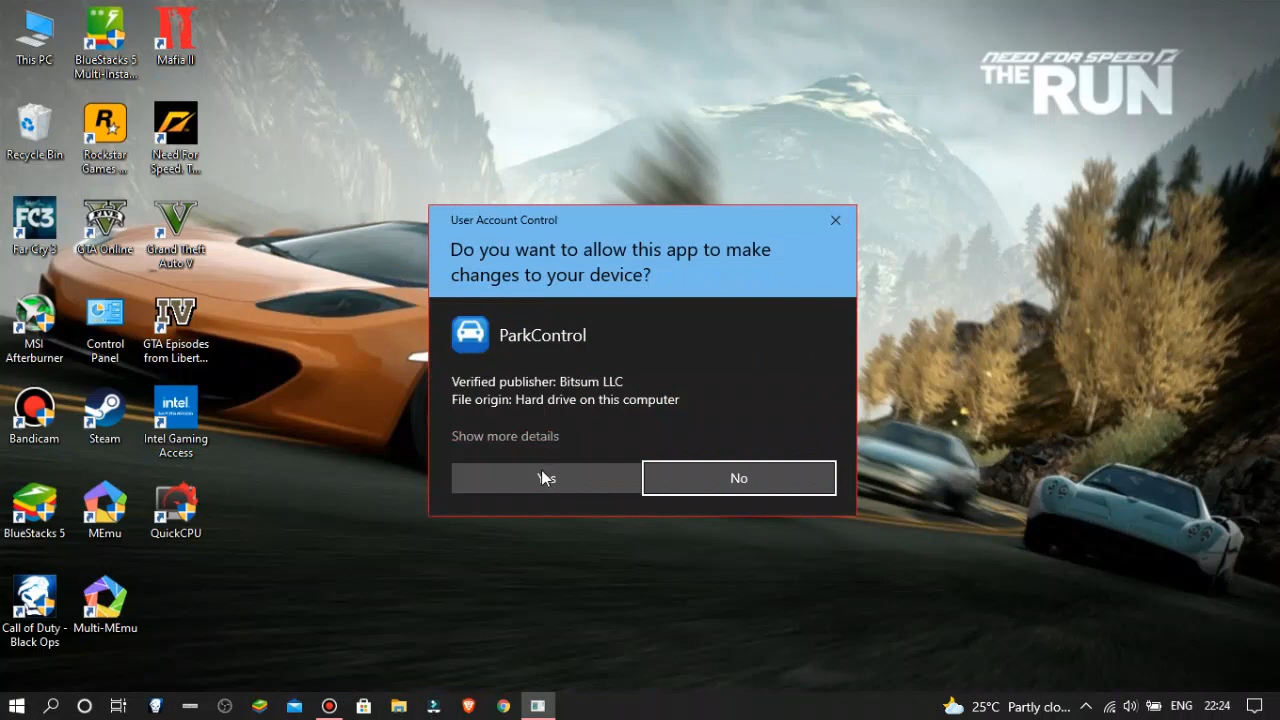 This PC
BlueStacks 5
Multi-Insta...
Mafia II
NEED FOR SPEED
THE RUN
Recycle Bin
Rockstar
Games ...
Need For
Speed. T...
FC3
Far Cry 3
GTA Online
Grand Theft
Auto V
User Account Control
Do you want to allow this app to make
changes to your device?
ParkControl
Verified publisher: Bitsum LLC
File origin: Hard drive on this computer
Show more details
No
MSI
Afterburner
Control
Panel
IV
GTA Episodes
from Libert...
Bandicam
Steam
intel
Intel Gaming
Access
BlueStacks 5
MEmu
QuickCPU
Call of Duty -
Black Ops
Multi-MEmu
25°C Partly clo...
ENG
22:24